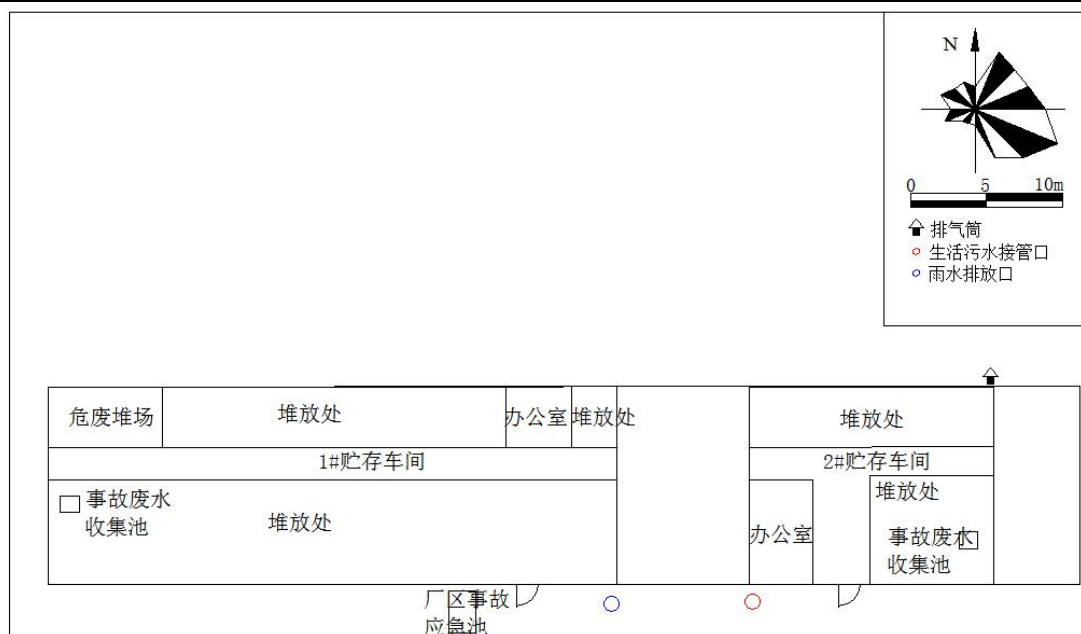 N
0 5 10m
排气筒
生活污水接管口
雨水排放口
危废堆场
堆放处
办公室
堆放处
堆放处
1#贮存车间
2#贮存车间
事故废水
收集池
堆放处
堆放处
办公室
事故废水
收集池
厂区事故
应急池